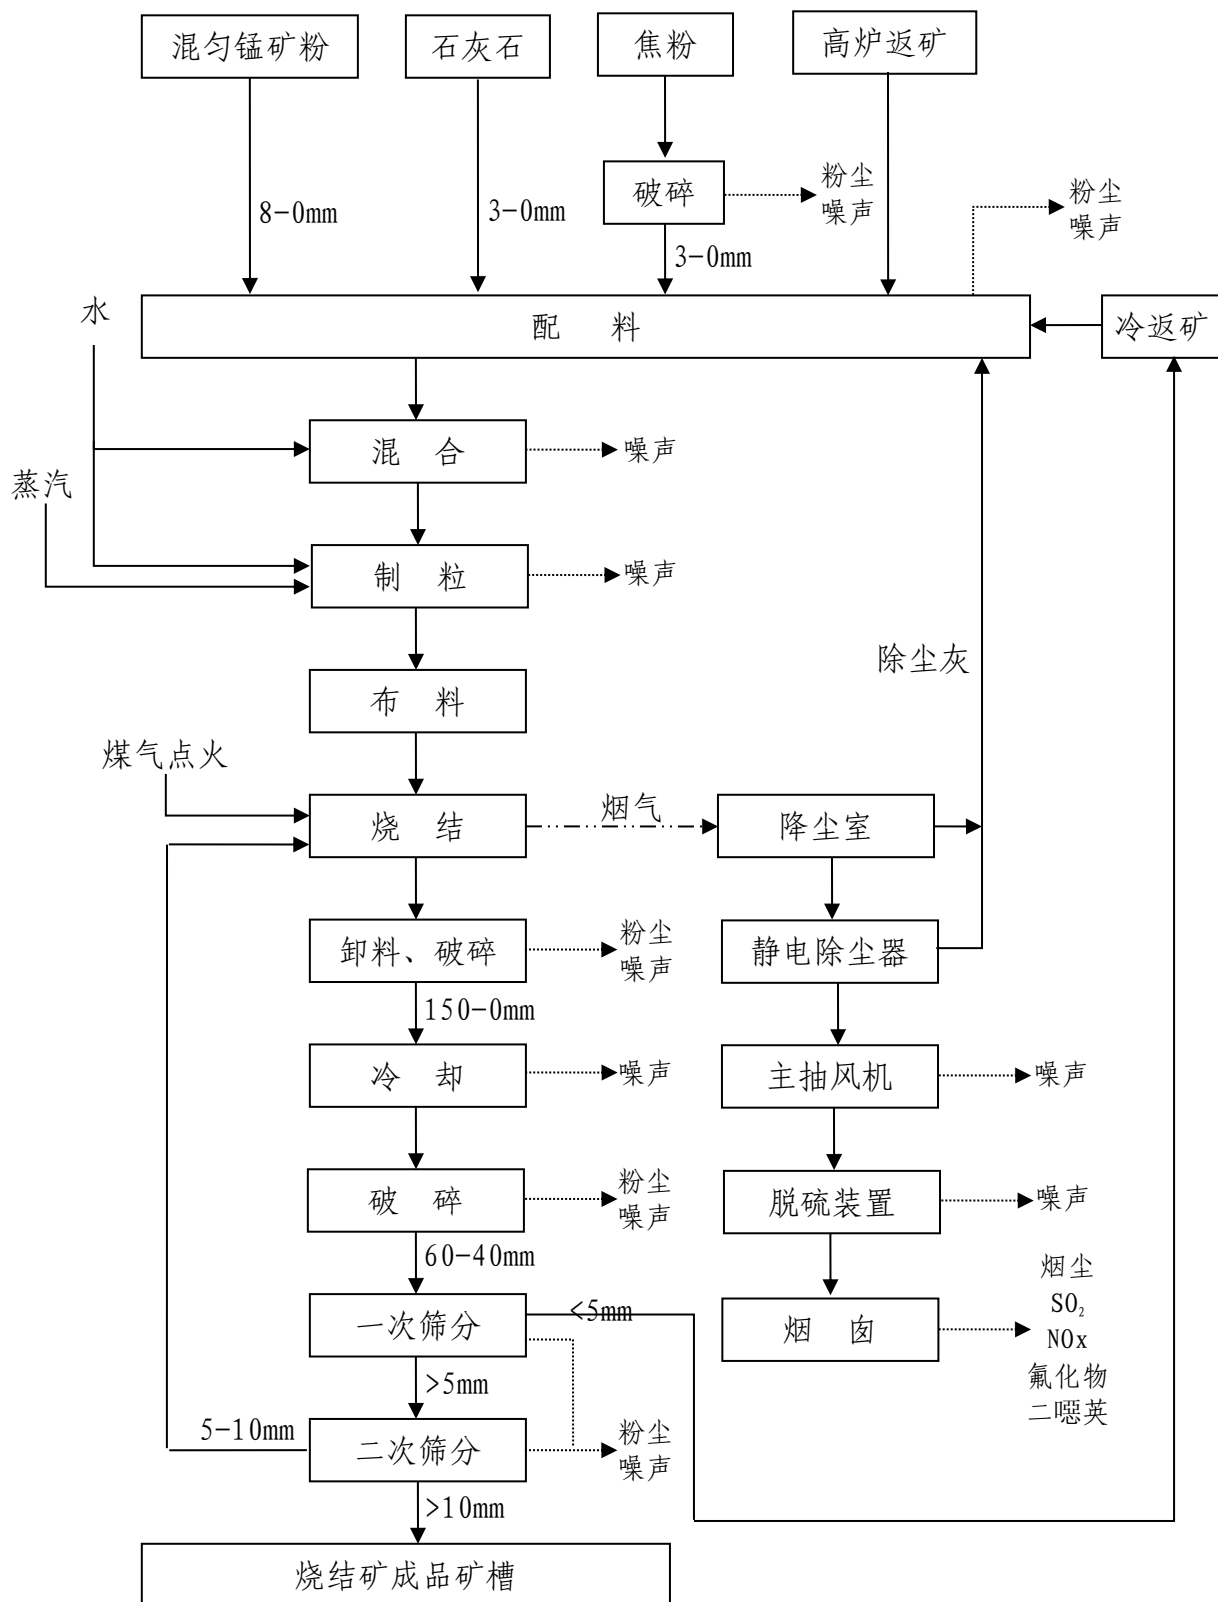 混匀锰矿粉
石灰石
焦粉
高炉返矿
破碎
粉尘
噪声
粉尘
噪声
8-0mm
3-0mm
3-0mm
水
配 料
冷返矿
混 合
噪声
蒸汽
制 粒
噪声
除尘灰
布 料
煤气点火
烧 结
烟气
降尘室
卸料、破碎
粉尘
噪声
静电除尘器
150-0mm
冷 却
噪声
主抽风机
噪声
破 碎
粉尘
噪声
脱硫装置
噪声
60-40mm
一次筛分
<5mm
烟 囱
烟尘
SO₂
NOx
氟化物
二噁英
>5mm
5-10mm
二次筛分
粉尘
噪声
>10mm
烧结矿成品矿槽